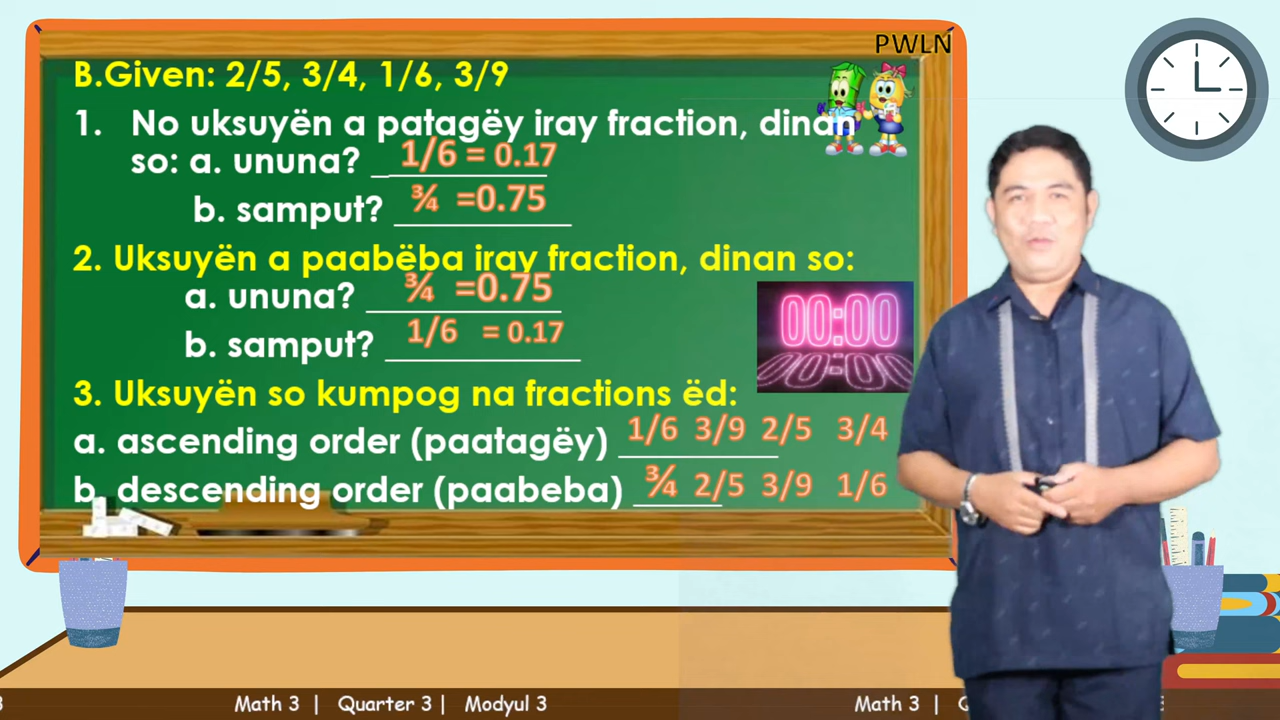 PWLN
B.Given: 2/5, 3/4, 1/6, 3/9
1. No uksuyën a patagëy iray fraction, dinan
so: a. ununa? 1/6 = 0.17
b. samput? ¾ =0.75
2. Uksuyën a paabëba iray fraction, dinan so:
a. ununa? ¾ =0.75
b. samput? 1/6 = 0.17
00:00
3. Uksuyën so kumpog na fractions ëd:
a. ascending order (paatagëy) 1/6 3/9 2/5 3/4
b. descending order (paabeba) ¾ 2/5 3/9 1/6
3 Math 3 | Quarter 3 | Modyul 3 Math 3 |